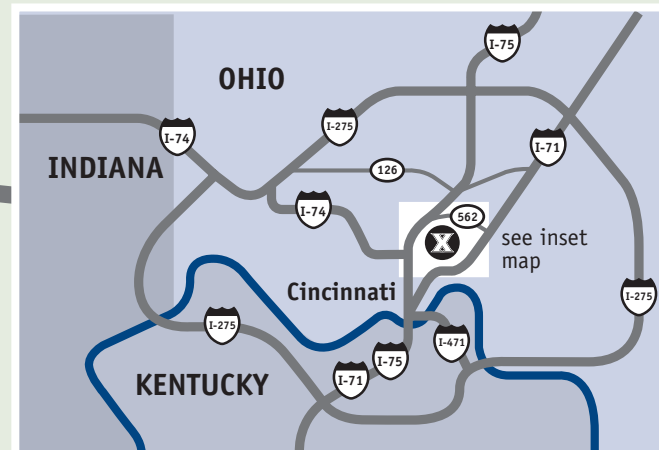 I-75
OHIO
I-275
I-74
I-71
INDIANA
126
I-74
562
X
see inset
map
Cincinnati
I-275
I-275
I-471
I-75
I-71
KENTUCKY